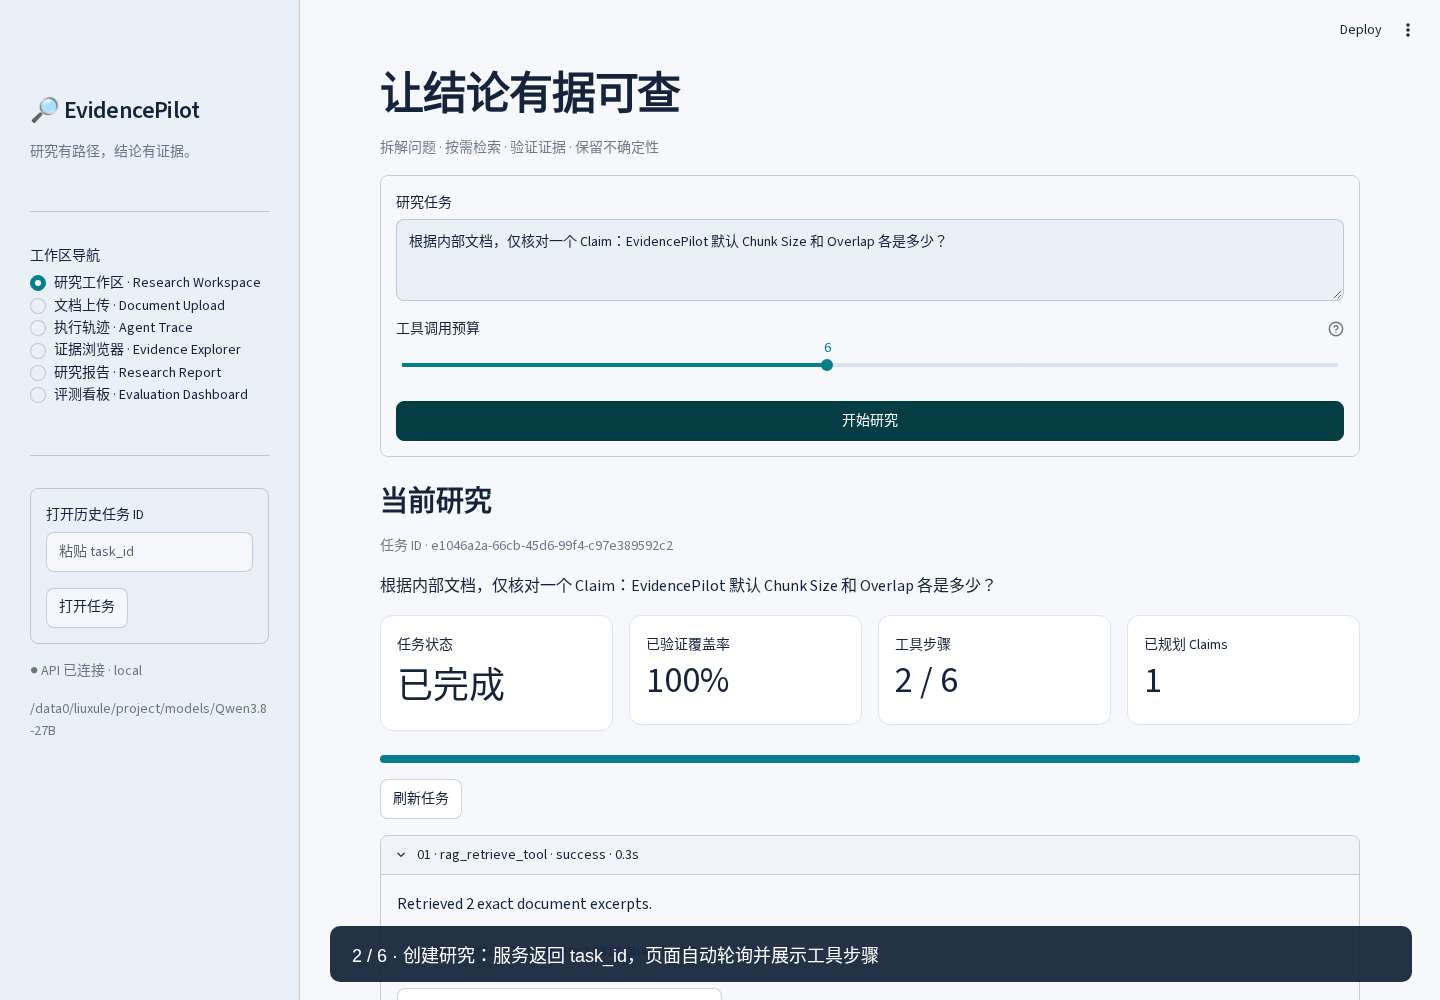 Deploy
🔎 EvidencePilot
研究有路径，结论有证据。
工作区导航
研究工作区 · Research Workspace
文档上传 · Document Upload
执行轨迹 · Agent Trace
证据浏览器 · Evidence Explorer
研究报告 · Research Report
评测看板 · Evaluation Dashboard
打开历史任务 ID
粘贴 task_id
打开任务
● API 已连接 · local
/data0/liuxule/project/models/Qwen3.8
-27B
让结论有据可查
拆解问题 · 按需检索 · 验证证据 · 保留不确定性
研究任务
根据内部文档，仅核对一个 Claim：EvidencePilot 默认 Chunk Size 和 Overlap 各是多少？
工具调用预算
6
开始研究
当前研究
任务 ID · e1046a2a-66cb-45d6-99f4-c97e389592c2
根据内部文档，仅核对一个 Claim：EvidencePilot 默认 Chunk Size 和 Overlap 各是多少？
任务状态
已完成
已验证覆盖率
100%
工具步骤
2 / 6
已规划 Claims
1
刷新任务
01 · rag_retrieve_tool · success · 0.3s
Retrieved 2 exact document excerpts.
2 / 6 · 创建研究：服务返回 task_id，页面自动轮询并展示工具步骤